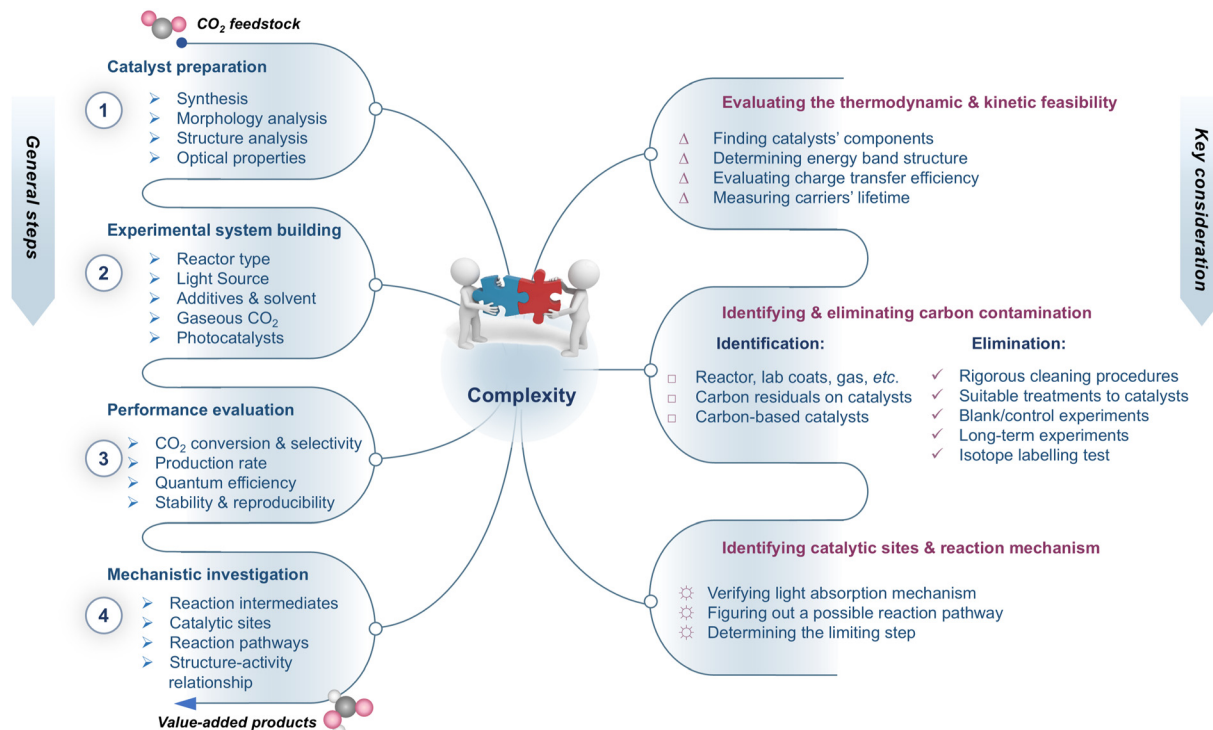 CO₂ feedstock
General steps
Catalyst preparation
1
Synthesis
Morphology analysis
Structure analysis
Optical properties
Experimental system building
2
Reactor type
Light Source
Additives & solvent
Gaseous CO₂
Photocatalysts
Performance evaluation
3
CO₂ conversion & selectivity
Production rate
Quantum efficiency
Stability & reproducibility
Mechanistic investigation
4
Reaction intermediates
Catalytic sites
Reaction pathways
Structure-activity
relationship
Value-added products
Complexity
Key consideration
Evaluating the thermodynamic & kinetic feasibility
Finding catalysts' components
Determining energy band structure
Evaluating charge transfer efficiency
Measuring carriers' lifetime
Identifying & eliminating carbon contamination
Identification:
Reactor, lab coats, gas, etc.
Carbon residuals on catalysts
Carbon-based catalysts
Elimination:
Rigorous cleaning procedures
Suitable treatments to catalysts
Blank/control experiments
Long-term experiments
Isotope labelling test
Identifying catalytic sites & reaction mechanism
Verifying light absorption mechanism
Figuring out a possible reaction pathway
Determining the limiting step